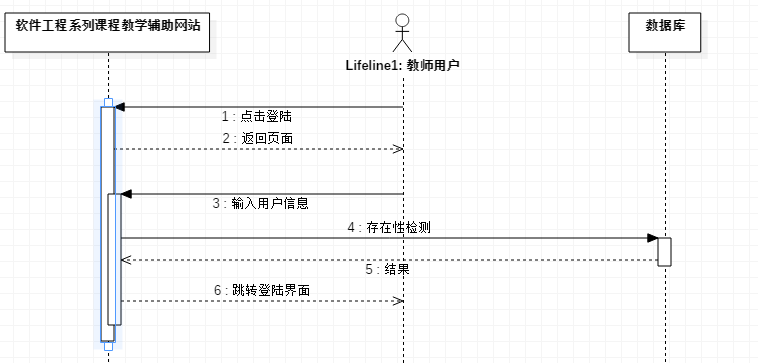 软件工程系列课程教学辅助网站
Lifeline1: 教师用户
数据库
1 : 点击登陆
2 : 返回页面
3 : 输入用户信息
4 : 存在性检测
5 : 结果
6 : 跳转登陆界面